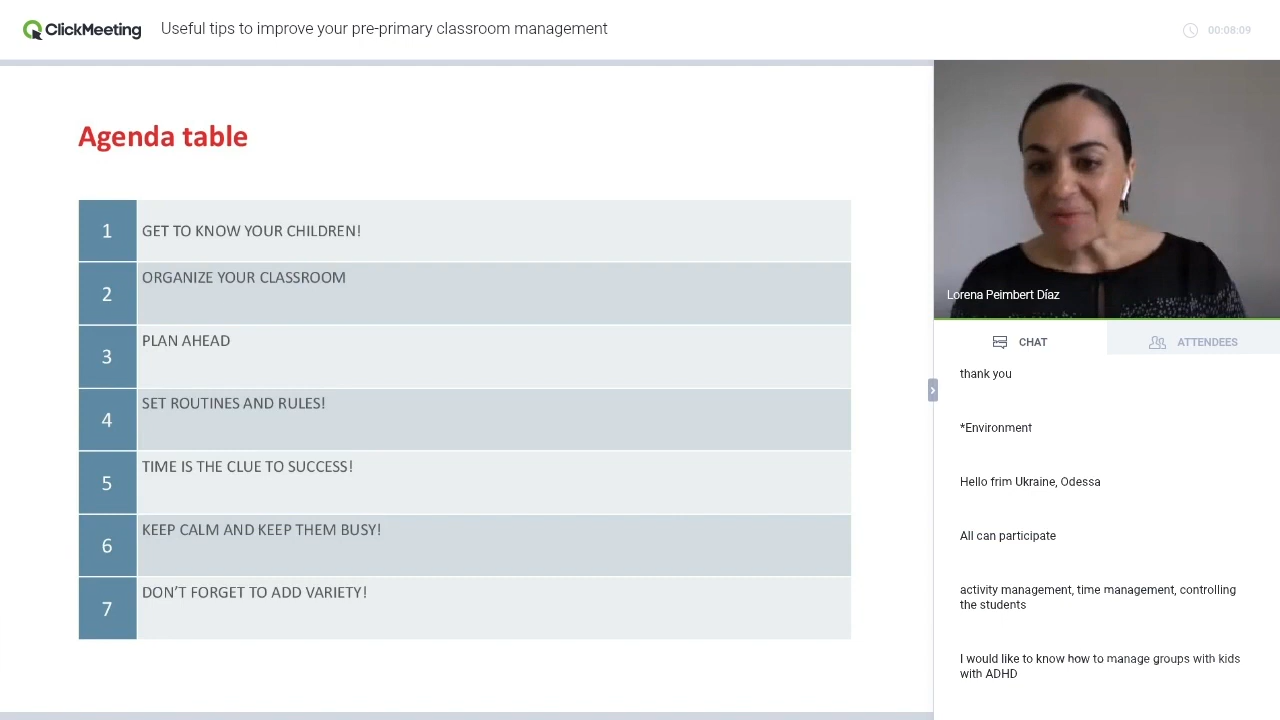 ClickMeeting
Useful tips to improve your pre-primary classroom management
00:08:09
Agenda table
1 GET TO KNOW YOUR CHILDREN!
2 ORGANIZE YOUR CLASSROOM
3 PLAN AHEAD
4 SET ROUTINES AND RULES!
5 TIME IS THE CLUE TO SUCCESS!
6 KEEP CALM AND KEEP THEM BUSY!
7 DON'T FORGET TO ADD VARIETY!
Lorena Peimbert Díaz
CHAT
ATTENDEES
thank you
*Environment
Hello frim Ukraine, Odessa
All can participate
activity management, time management, controlling
the students
I would like to know how to manage groups with kids
with ADHD